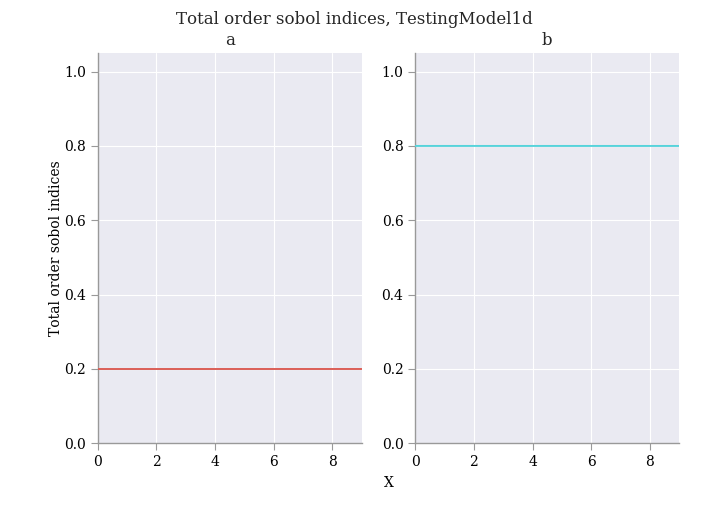 Total order sobol indices, TestingModel1d
a
b
Total order sobol indices
1.0
0.8
0.6
0.4
0.2
0.0
0 2 4 6 8
1.0
0.8
0.6
0.4
0.2
0.0
0 2 4 6 8
X